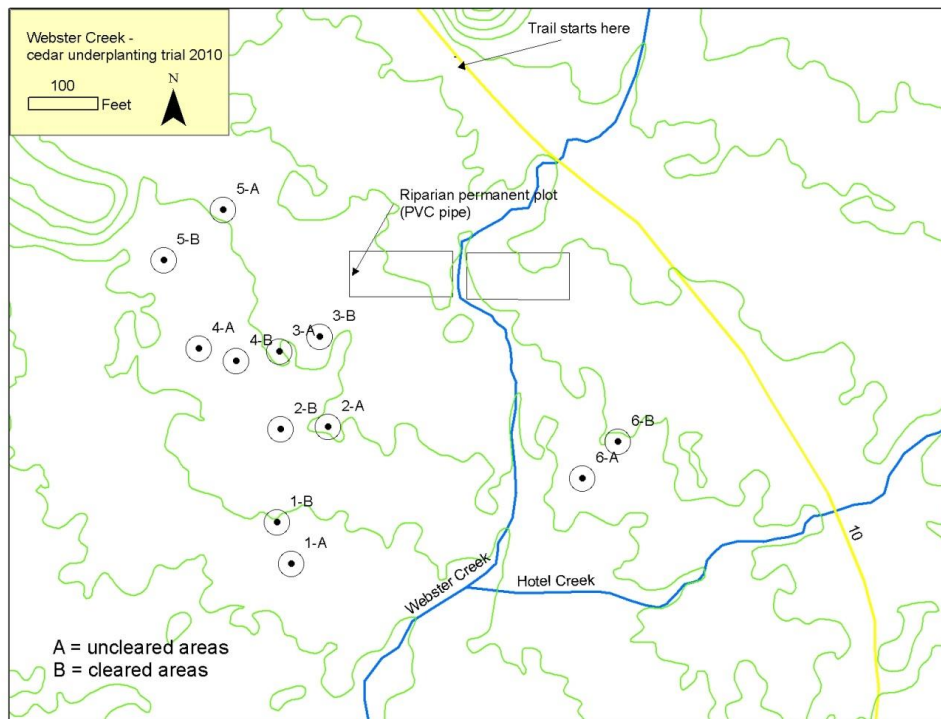 Webster Creek -
cedar underplanting trial 2010
100
Feet
N
Trail starts here
5-A
Riparian permanent plot
(PVC pipe)
5-B
3-B
4-A
3-A
4-B
2-B
2-A
6-B
6-A
1-B
10
1-A
Webster Creek
Hotel Creek
A = uncleared areas
B = cleared areas